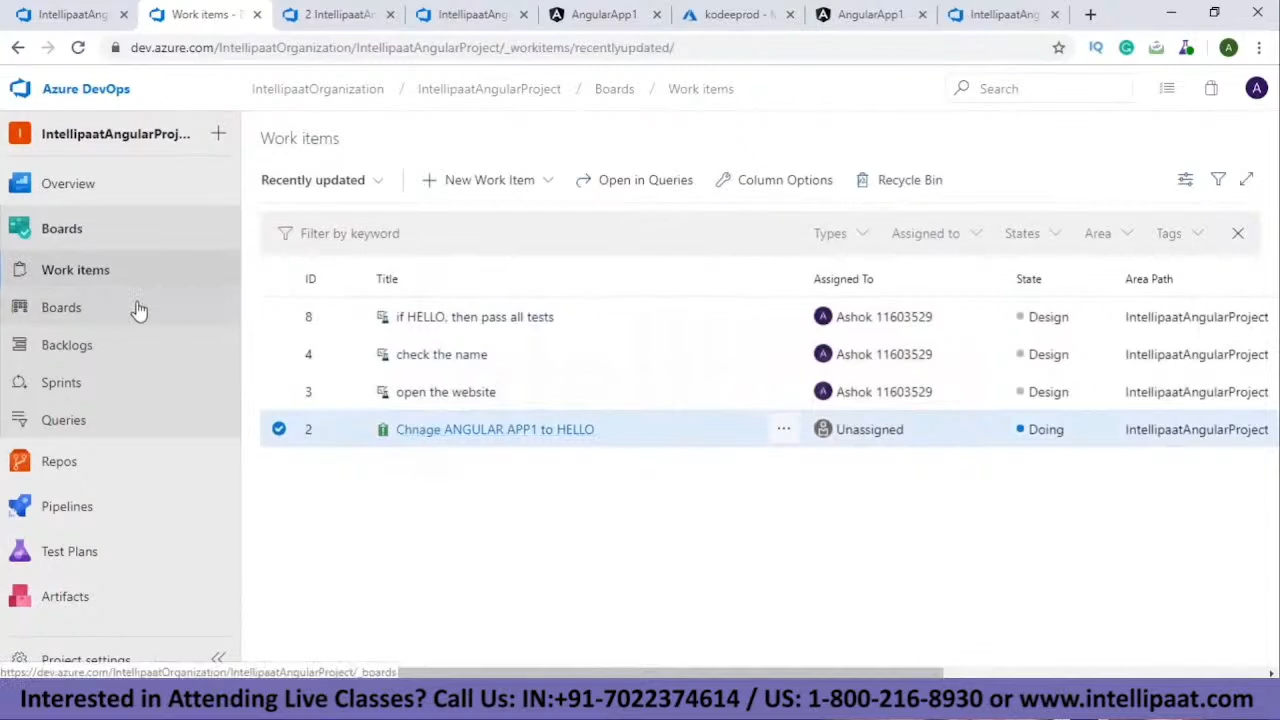 IntellipaatAng
Work items -
2 IntellipaatAn
IntellipaatAng
AngularApp1
kodeeprod -
AngularApp1
IntellipaatAng
dev.azure.com/IntellipaatOrganization/IntellipaatAngularProject/_workitems/recentlyupdated/
IQ
A
Azure DevOps
IntellipaatOrganization / IntellipaatAngularProject / Boards / Work items
Search
A
I IntellipaatAngularProj...
Overview
Boards
Work items
Boards
Backlogs
Sprints
Queries
Repos
Pipelines
Test Plans
Artifacts
Project settings
Work items
Recently updated New Work Item Open in Queries Column Options Recycle Bin
Filter by keyword Types Assigned to States Area Tags
ID Title Assigned To State Area Path
8 if HELLO, then pass all tests A Ashok 11603529 Design IntellipaatAngularProject
4 check the name A Ashok 11603529 Design IntellipaatAngularProject
3 open the website A Ashok 11603529 Design IntellipaatAngularProject
2 Chnage ANGULAR APP1 to HELLO ... Unassigned Doing IntellipaatAngularProject
https://dev.azure.com/IntellipaatOrganization/IntellipaatAngularProject/_boards
Interested in Attending Live Classes? Call Us: IN:+91-7022374614 / US: 1-800-216-8930 or www.intellipaat.com